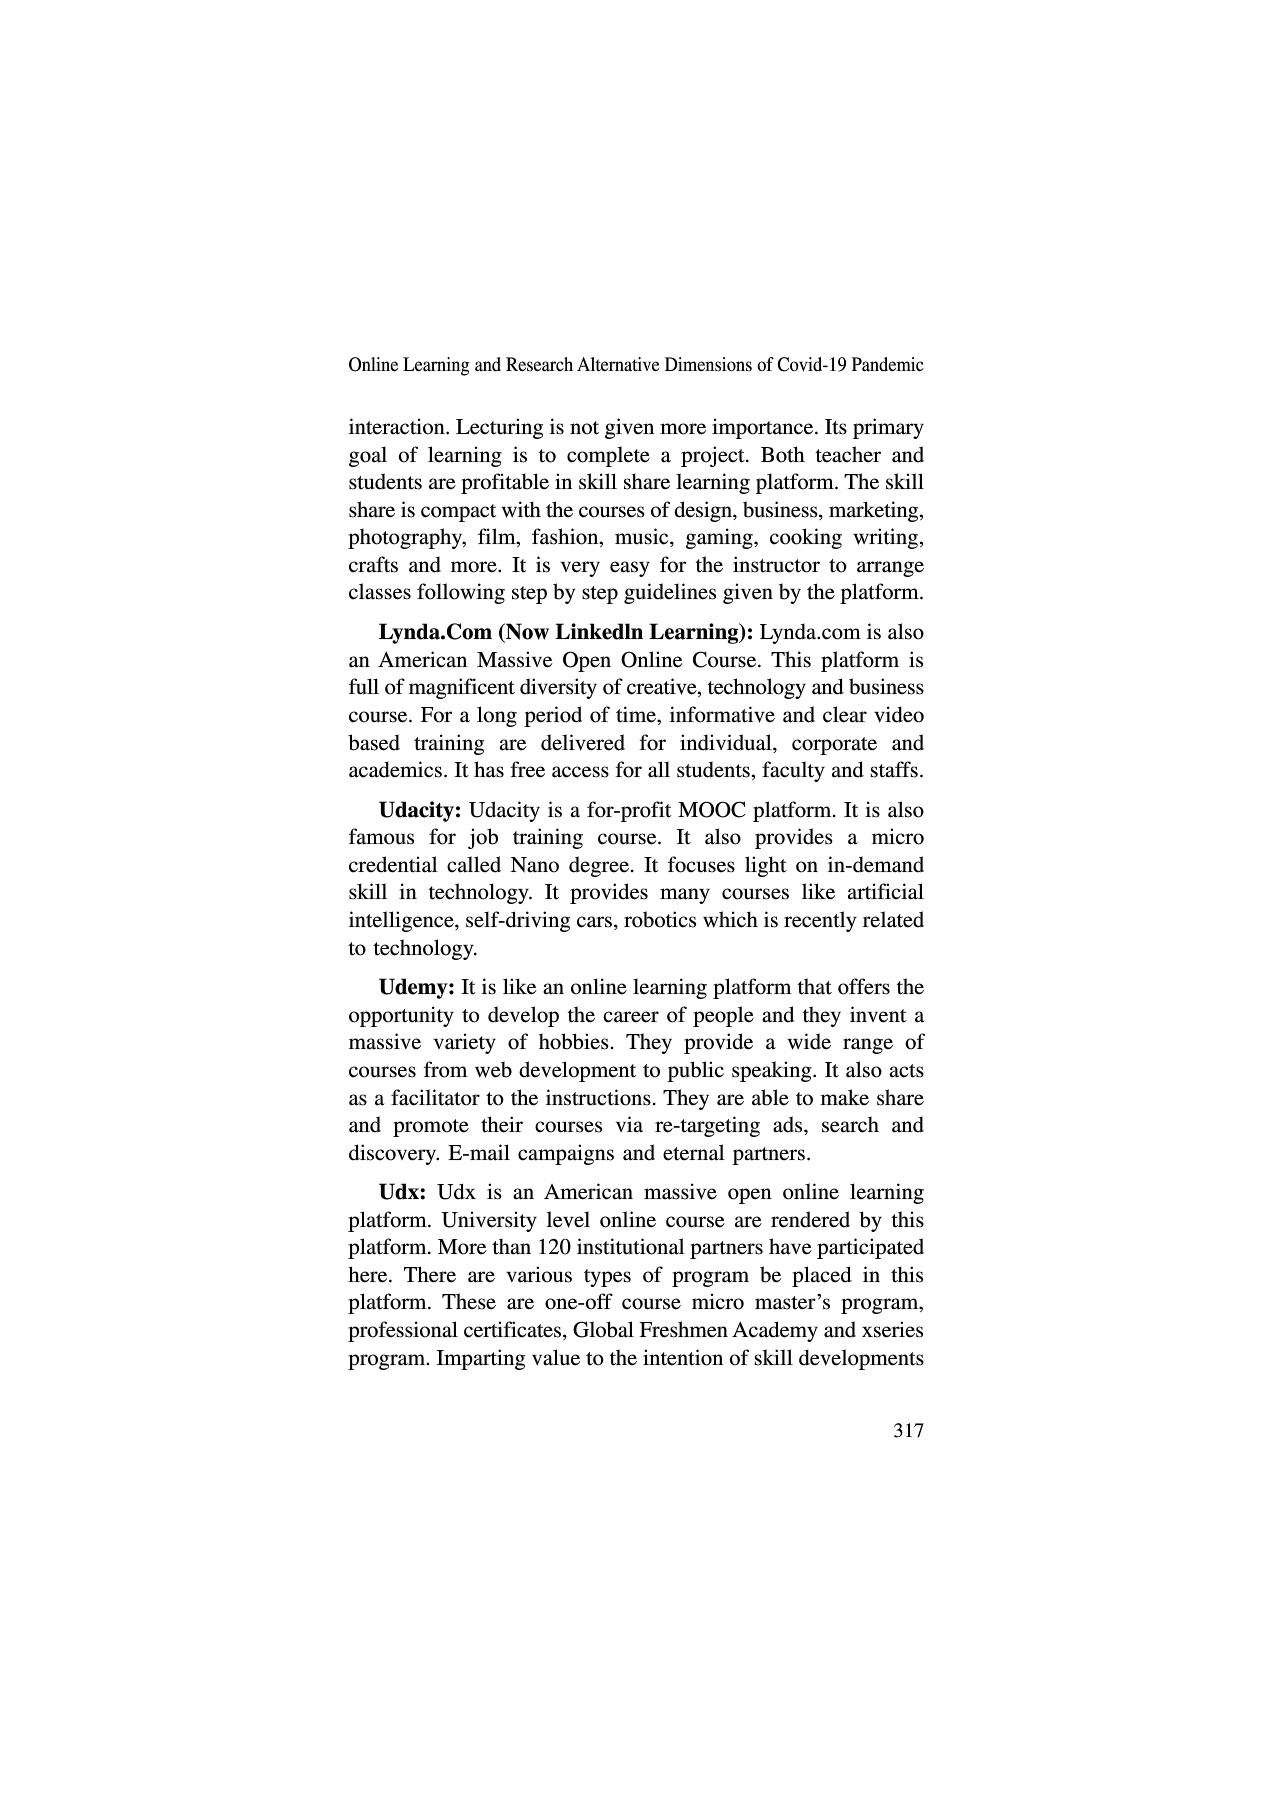 Online Learning and Research Alternative Dimensions of Covid-19 Pandemic
interaction. Lecturing is not given more importance. Its primary
goal of learning is to complete a project. Both teacher and
students are profitable in skill share learning platform. The skill
share is compact with the courses of design, business, marketing,
photography, film, fashion, music, gaming, cooking writing,
crafts and more. It is very easy for the instructor to arrange
classes following step by step guidelines given by the platform.
Lynda.Com (Now Linkedln Learning): Lynda.com is also
an American Massive Open Online Course. This platform is
full of magnificent diversity of creative, technology and business
course. For a long period of time, informative and clear video
based training are delivered for individual, corporate and
academics. It has free access for all students, faculty and staffs.
Udacity: Udacity is a for-profit MOOC platform. It is also
famous for job training course. It also provides a micro
credential called Nano degree. It focuses light on in-demand
skill in technology. It provides many courses like artificial
intelligence, self-driving cars, robotics which is recently related
to technology.
Udemy: It is like an online learning platform that offers the
opportunity to develop the career of people and they invent a
massive variety of hobbies. They provide a wide range of
courses from web development to public speaking. It also acts
as a facilitator to the instructions. They are able to make share
and promote their courses via re-targeting ads, search and
discovery. E-mail campaigns and eternal partners.
Udx: Udx is an American massive open online learning
platform. University level online course are rendered by this
platform. More than 120 institutional partners have participated
here. There are various types of program be placed in this
platform. These are one-off course micro master’s program,
professional certificates, Global Freshmen Academy and xseries
program. Imparting value to the intention of skill developments
317